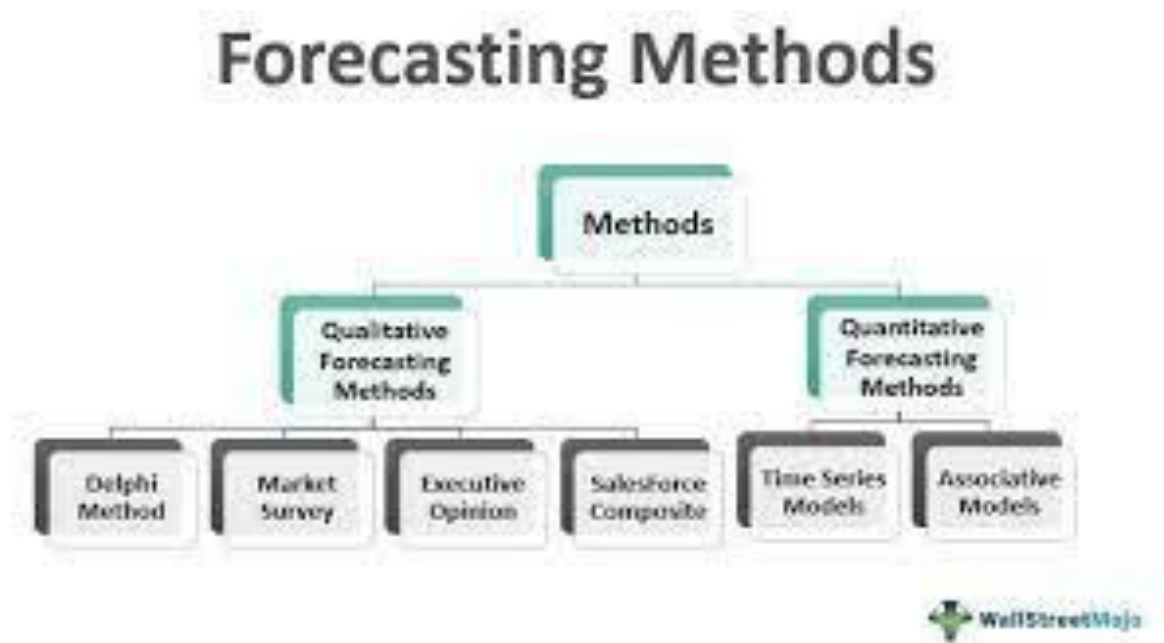 Forecasting Methods
Methods
Qualitative
Forecasting
Methods
Quantitative
Forecasting
Methods
Delphi
Method
Market
Survey
Executive
Opinion
SalesForce
Composite
Time Series
Models
Associative
Models
WallStreetMojo